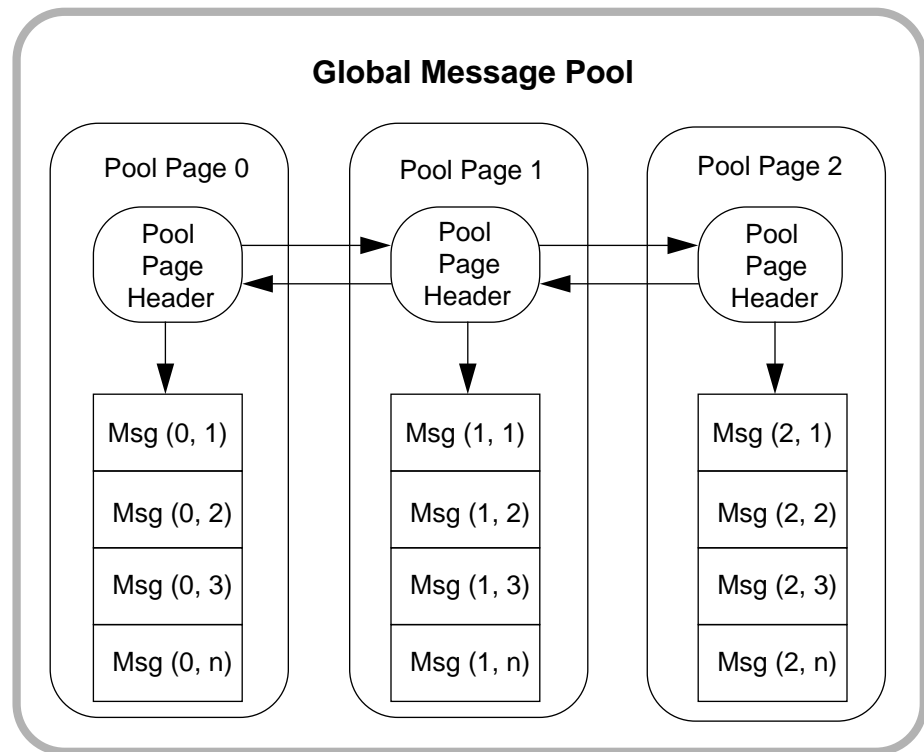 Global Message Pool
Pool Page 0
Pool
Page
Header
Msg (0, 1)
Msg (0, 2)
Msg (0, 3)
Msg (0, n)
Pool Page 1
Pool
Page
Header
Msg (1, 1)
Msg (1, 2)
Msg (1, 3)
Msg (1, n)
Pool Page 2
Pool
Page
Header
Msg (2, 1)
Msg (2, 2)
Msg (2, 3)
Msg (2, n)